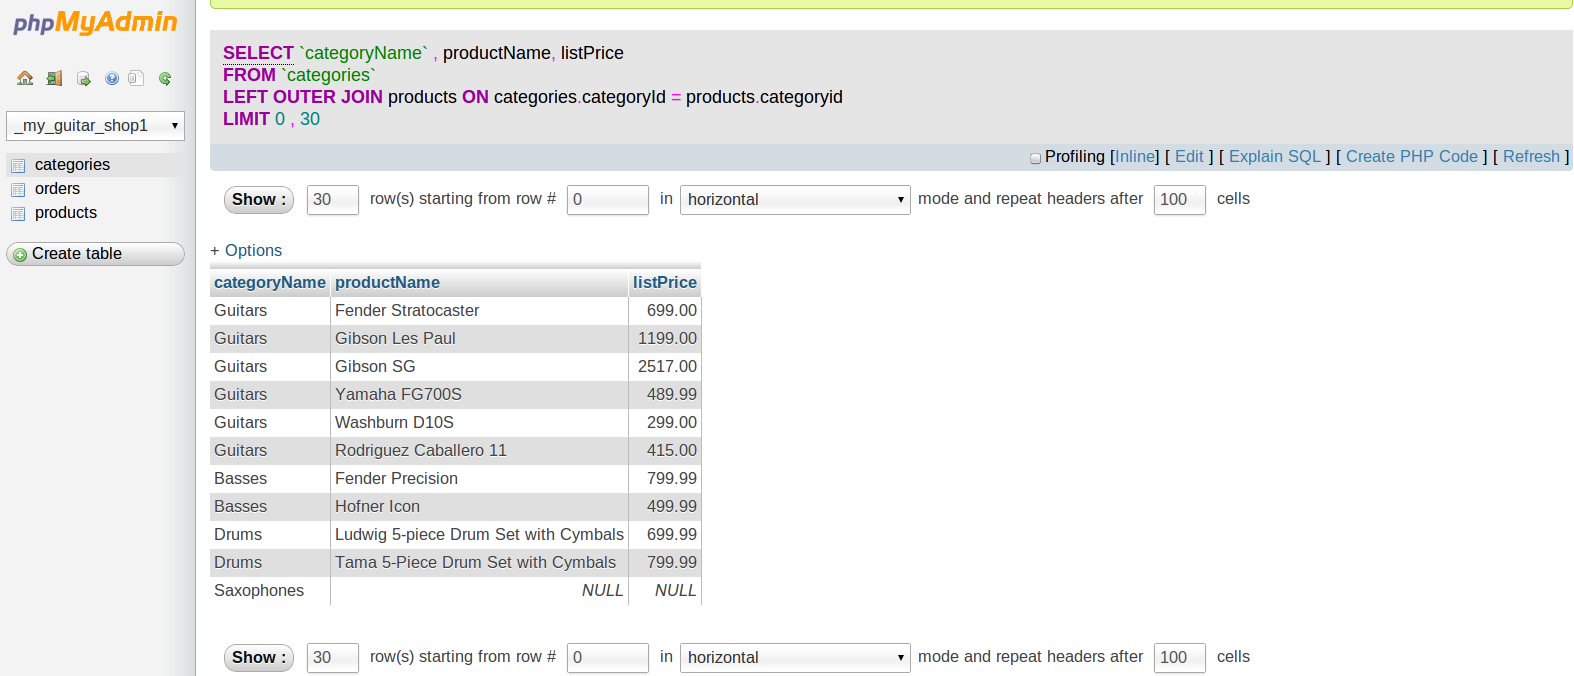 phpMyAdmin
_my_guitar_shop1
categories
orders
products
Create table
SELECT `categoryName` , productName, listPrice
FROM `categories`
LEFT OUTER JOIN products ON categories.categoryId = products.categoryid
LIMIT 0 , 30
Profiling [Inline] [ Edit ] [ Explain SQL ] [ Create PHP Code ] [ Refresh ]
Show : 30 row(s) starting from row # 0 in horizontal mode and repeat headers after 100 cells
+ Options
categoryName productName listPrice
Guitars Fender Stratocaster 699.00
Guitars Gibson Les Paul 1199.00
Guitars Gibson SG 2517.00
Guitars Yamaha FG700S 489.99
Guitars Washburn D10S 299.00
Guitars Rodriguez Caballero 11 415.00
Basses Fender Precision 799.99
Basses Hofner Icon 499.99
Drums Ludwig 5-piece Drum Set with Cymbals 699.99
Drums Tama 5-Piece Drum Set with Cymbals 799.99
Saxophones NULL NULL
Show : 30 row(s) starting from row # 0 in horizontal mode and repeat headers after 100 cells